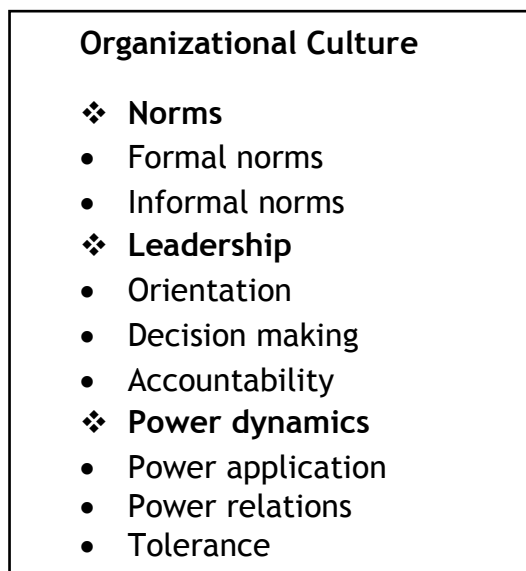 Organizational Culture
❖ Norms
• Formal norms
• Informal norms
❖ Leadership
• Orientation
• Decision making
• Accountability
❖ Power dynamics
• Power application
• Power relations
• Tolerance